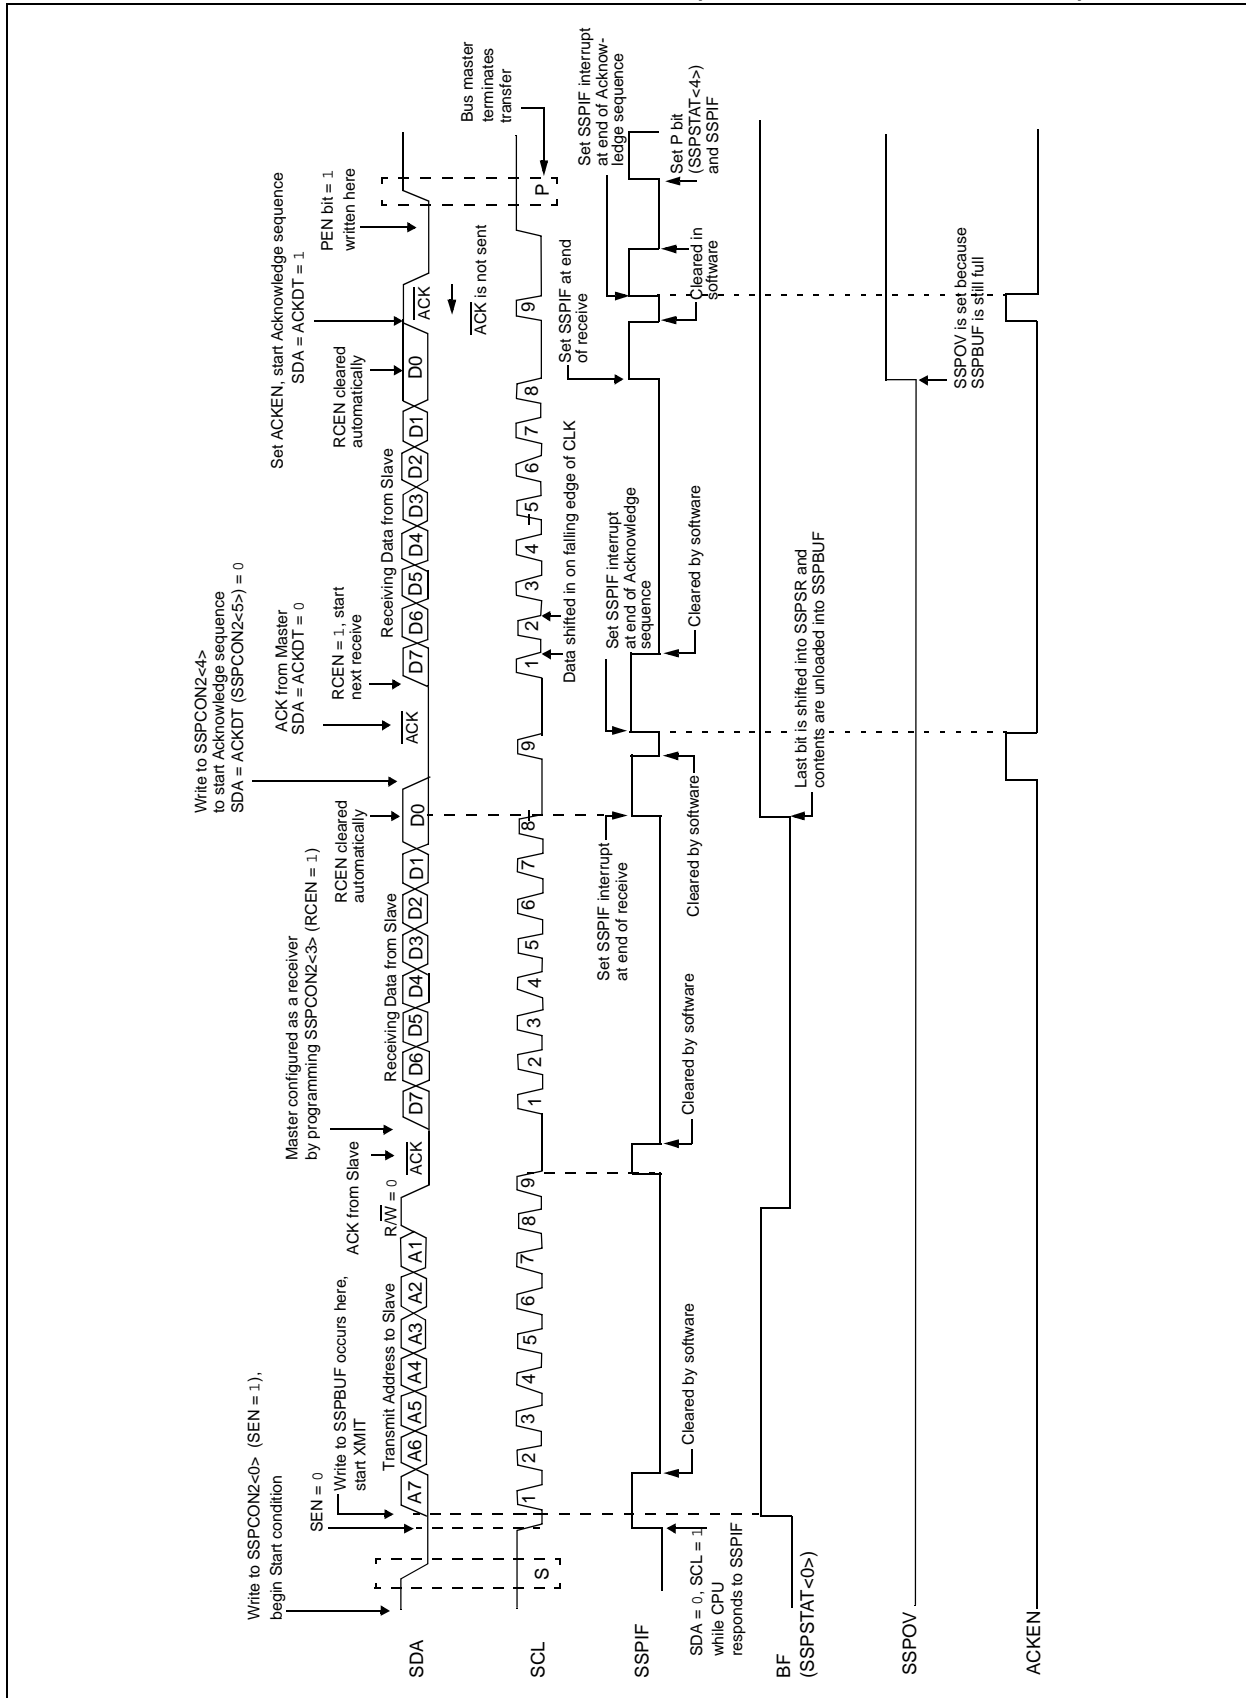 Write to SSPCON2<0> (SEN = 1),
begin Start condition
SEN = 0
Write to SSPBUF occurs here,
start XMIT
ACK from Slave
Master configured as a receiver
by programming SSPCON2<3> (RCEN = 1)
RCEN cleared
automatically
Write to SSPCON2<4>
to start Acknowledge sequence
SDA = ACKDT (SSPCON2<5>) = 0
ACK from Master
SDA = ACKDT = 0
RCEN = 1, start
next receive
RCEN cleared
automatically
Set ACKEN, start Acknowledge sequence
SDA = ACKDT = 1
PEN bit = 1
written here
Transmit Address to Slave
R/W = 0
Receiving Data from Slave
Receiving Data from Slave
SDA
A7 A6 A5 A4 A3 A2 A1 ACK D7 D6 D5 D4 D3 D2 D1 D0 ACK D7 D6 D5 D4 D3 D2 D1 D0 ACK
ACK is not sent
Bus master
terminates
transfer
SCL
S 1 2 3 4 5 6 7 8 9 1 2 3 4 5 6 7 8 9 1 2 3 4 5 6 7 8 9 P
Data shifted in on falling edge of CLK
Set SSPIF interrupt
at end of receive
Set SSPIF interrupt
at end of Acknowledge
sequence
Set SSPIF at end
of receive
Set SSPIF interrupt
at end of Acknow-
ledge sequence
SSPIF
SDA = 0, SCL = 1
while CPU
responds to SSPIF
Cleared by software
Cleared by software
Cleared by software
Cleared by software
Cleared in
software
Set P bit
(SSPSTAT<4>)
and SSPIF
BF
(SSPSTAT<0>)
Last bit is shifted into SSPSR and
contents are unloaded into SSPBUF
SSPOV
SSPOV is set because
SSPBUF is still full
ACKEN